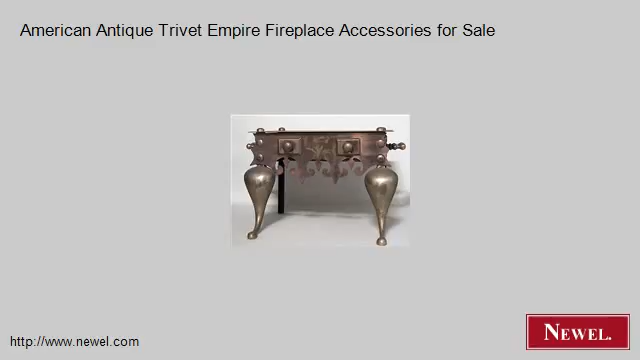 American Antique Trivet Empire Fireplace Accessories for Sale
http://www.newel.com
NEWEL.